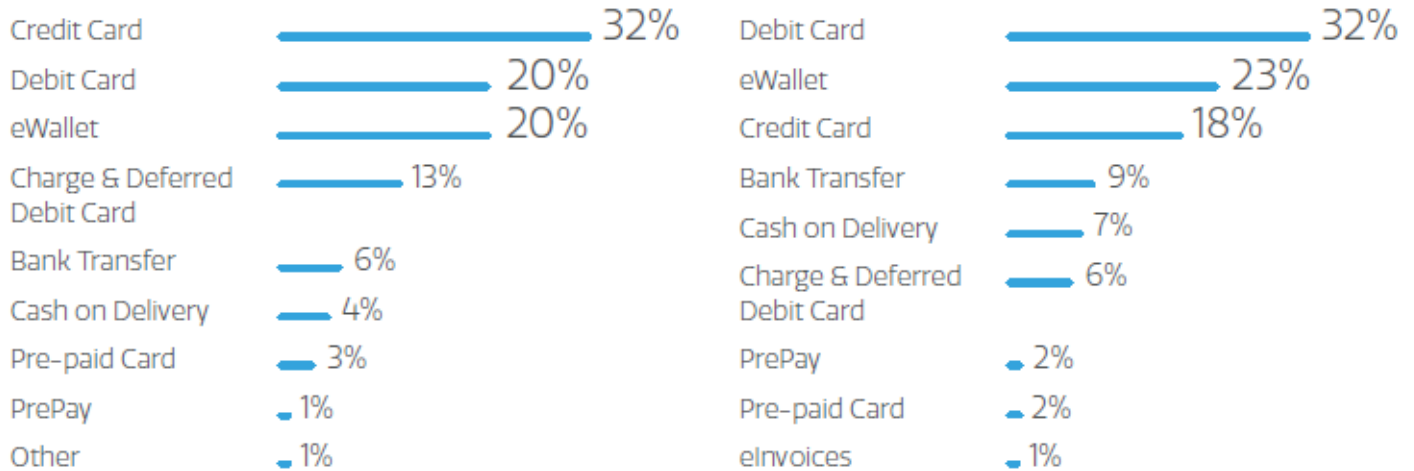 Credit Card 32%
Debit Card 20%
eWallet 20%
Charge & Deferred 13%
Debit Card
Bank Transfer 6%
Cash on Delivery 4%
Pre-paid Card 3%
PrePay 1%
Other 1%
Debit Card 32%
eWallet 23%
Credit Card 18%
Bank Transfer 9%
Cash on Delivery 7%
Charge & Deferred 6%
Debit Card
PrePay 2%
Pre-paid Card 2%
eInvoices 1%